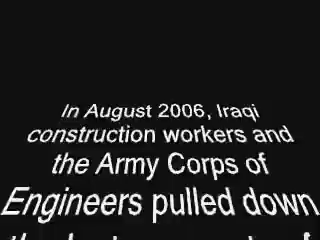 In August 2006, Iraqi
construction workers and
the Army Corps of
Engineers pulled down